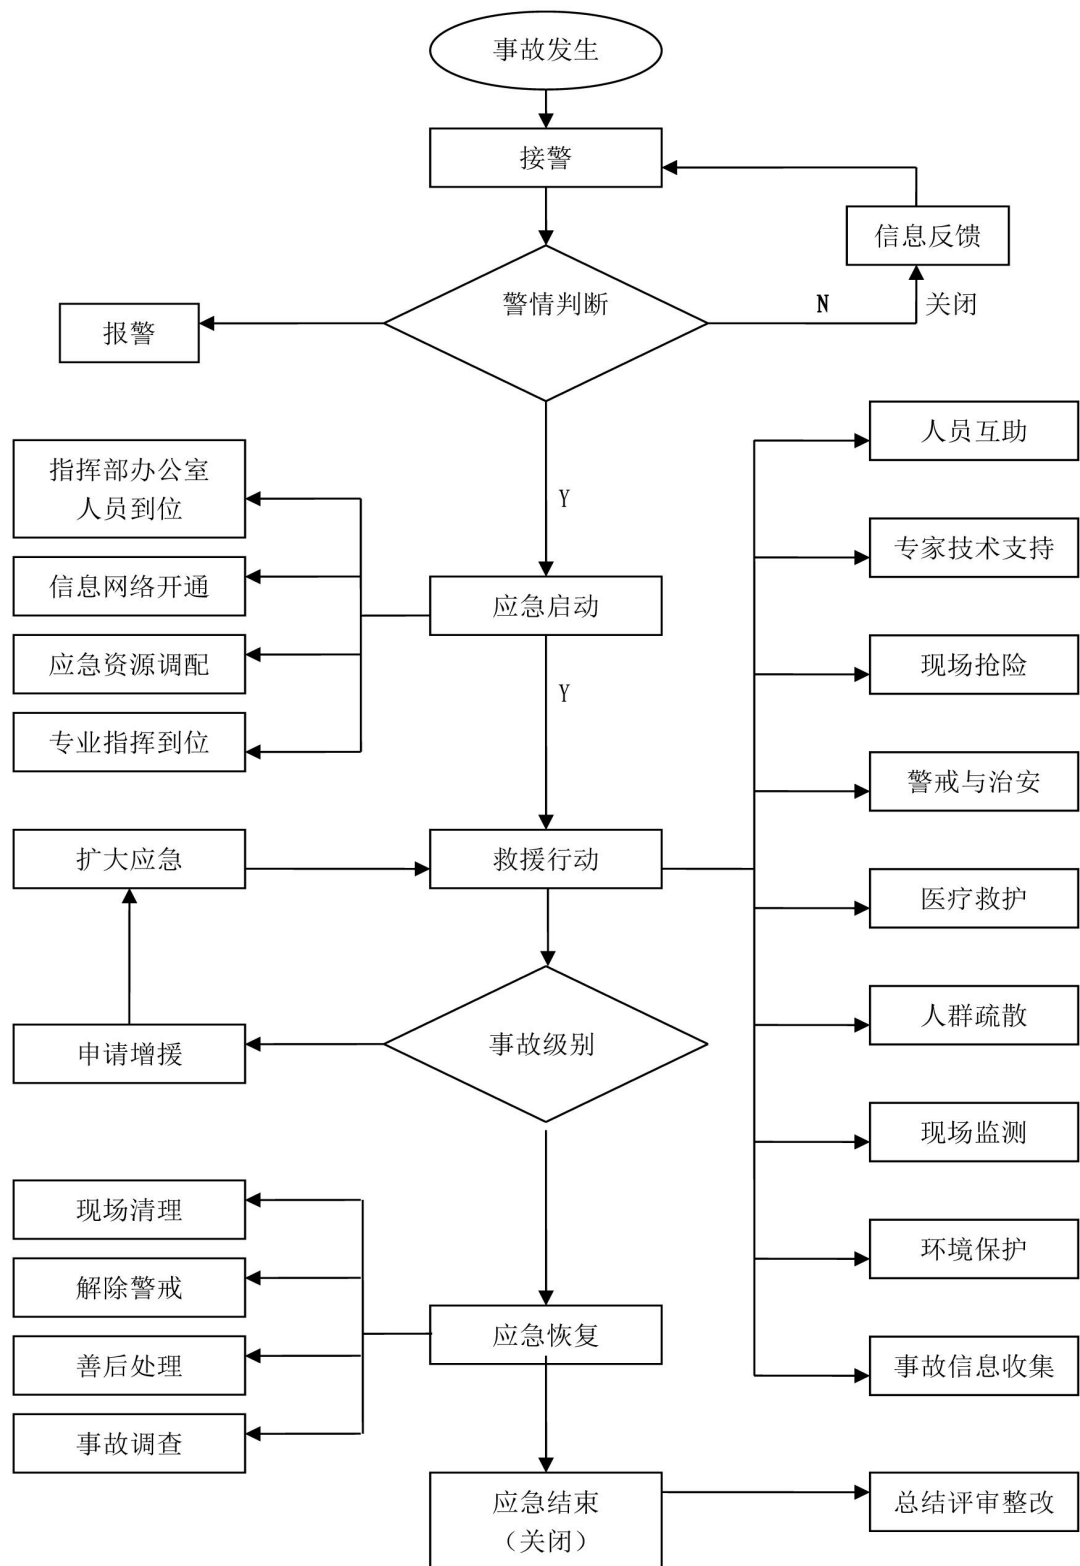 事故发生
接警
信息反馈
警情判断
N
关闭
报警
人员互助
指挥部办公室
人员到位
Y
专家技术支持
信息网络开通
应急启动
现场抢险
应急资源调配
Y
专业指挥到位
警戒与治安
扩大应急
救援行动
医疗救护
申请增援
事故级别
人群疏散
现场监测
现场清理
环境保护
解除警戒
应急恢复
善后处理
事故信息收集
事故调查
应急结束
（关闭）
总结评审整改